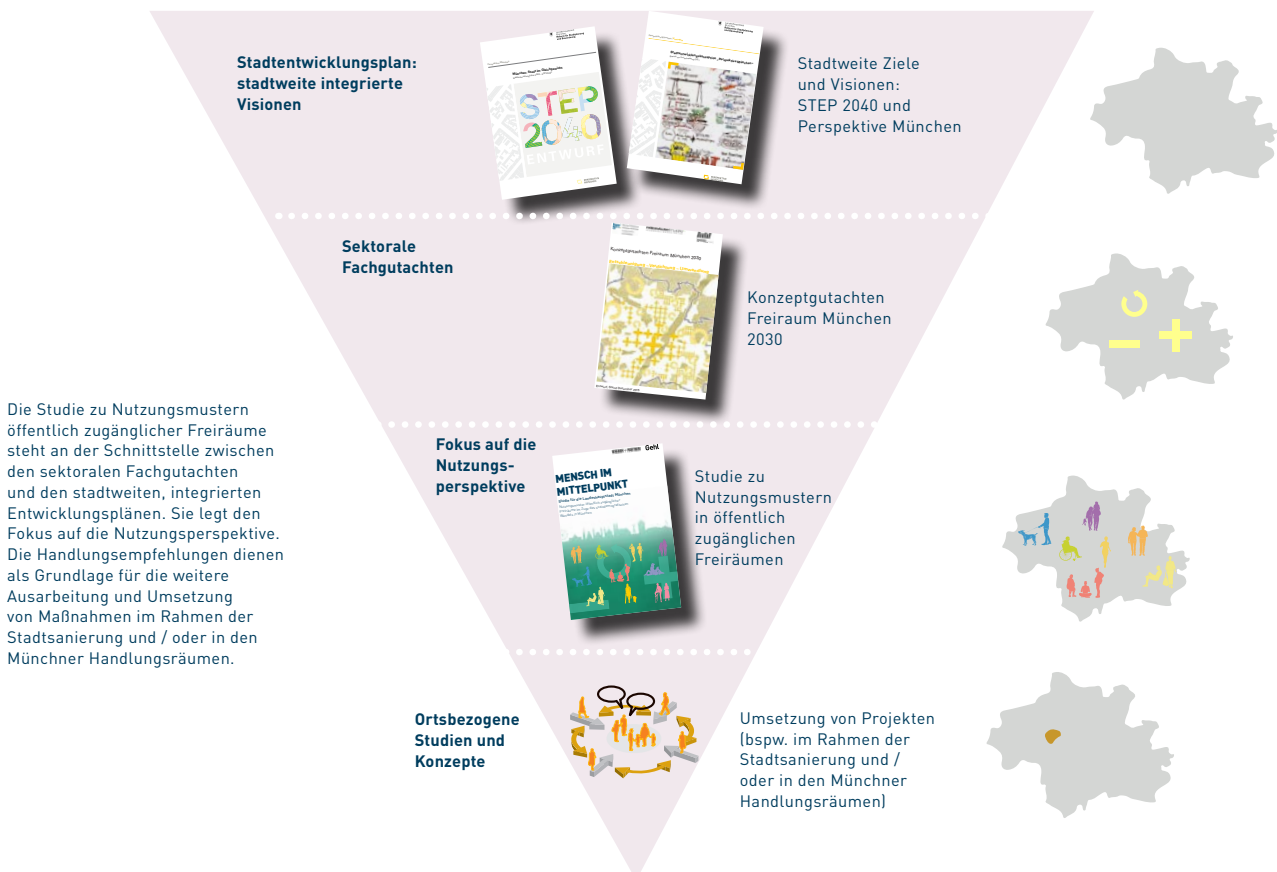 Stadtentwicklungsplan:
stadtweite integrierte
Visionen
STEP
2040
ENTWURF
Stadtweite Ziele
und Visionen:
STEP 2040 und
Perspektive München
Sektorale
Fachgutachten
Konzeptgutachten Freiraum München 2030
Konzeptgutachten
Freiraum München
2030
Die Studie zu Nutzungsmustern
öffentlich zugänglicher Freiräume
steht an der Schnittstelle zwischen
den sektoralen Fachgutachten
und den stadtweiten, integrierten
Entwicklungsplänen. Sie legt den
Fokus auf die Nutzungsperspektive.
Die Handlungsempfehlungen dienen
als Grundlage für die weitere
Ausarbeitung und Umsetzung
von Maßnahmen im Rahmen der
Stadtsanierung und / oder in den
Münchner Handlungsräumen.
Fokus auf die
Nutzungs-
perspektive
Gehl
MENSCH IM
MITTELPUNKT
Studie zu
Nutzungsmustern
in öffentlich
zugänglichen
Freiräumen
Ortsbezogene
Studien und
Konzepte
Umsetzung von Projekten
(bspw. im Rahmen der
Stadtsanierung und /
oder in den Münchner
Handlungsräumen)